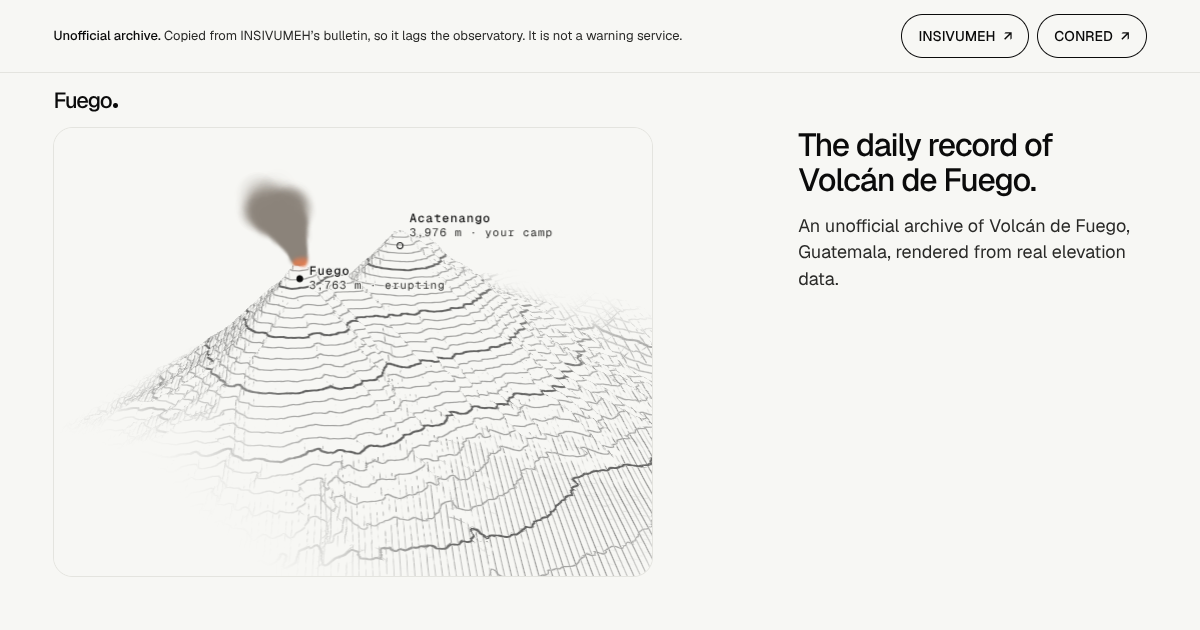 Unofficial archive. Copied from INSIVUMEH’s bulletin, so it lags the observatory. It is not a warning service.
INSIVUMEH ↗
CONRED ↗
Fuego.
Acatenango
3,976 m · your camp
Fuego
3,763 m · erupting
The daily record of
Volcán de Fuego.
An unofficial archive of Volcán de Fuego,
Guatemala, rendered from real elevation
data.